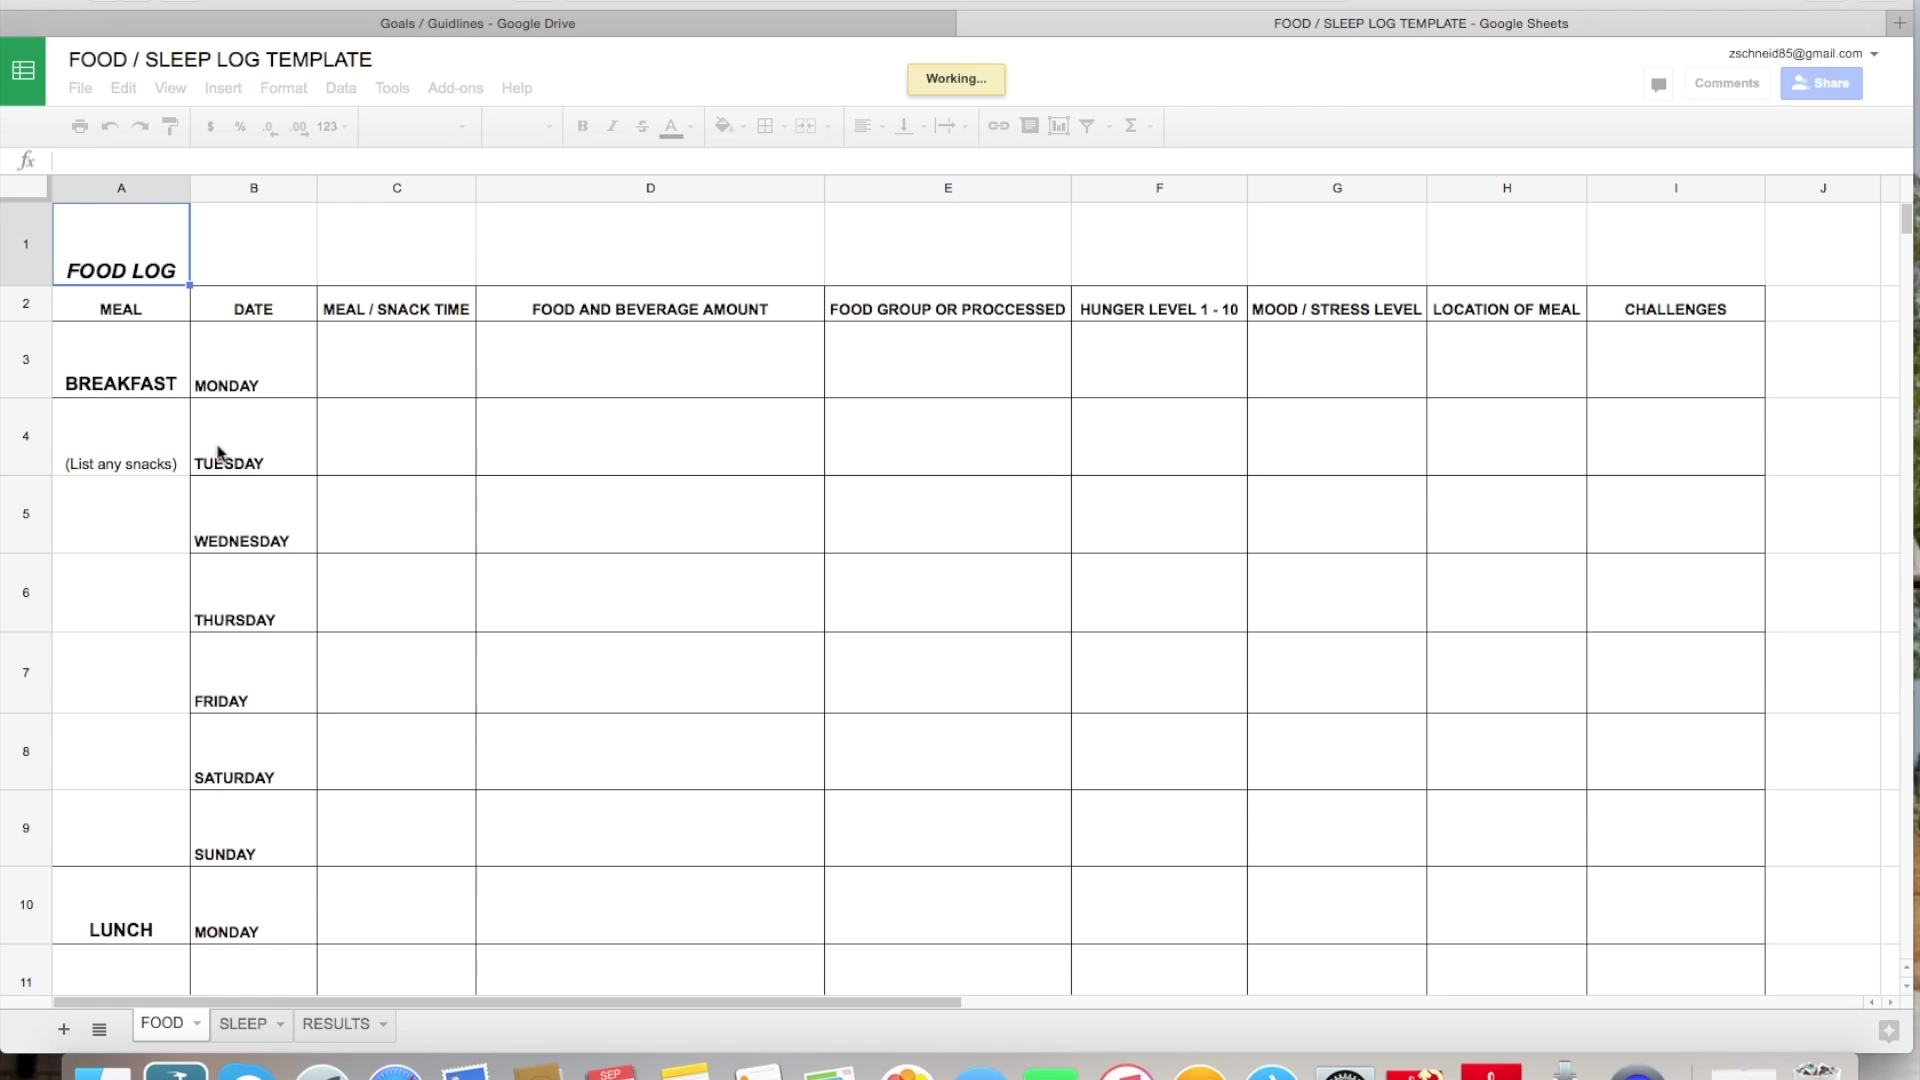 Goals / Guidlines - Google Drive
FOOD / SLEEP LOG TEMPLATE - Google Sheets
FOOD / SLEEP LOG TEMPLATE
zschneid85@gmail.com
File Edit View Insert Format Data Tools Add-ons Help
Working...
Comments
Share
$ % .0 .00 123
B I S A
fx
A B C D E F G H I J
1 FOOD LOG
2 MEAL DATE MEAL / SNACK TIME FOOD AND BEVERAGE AMOUNT FOOD GROUP OR PROCCESSED HUNGER LEVEL 1 - 10 MOOD / STRESS LEVEL LOCATION OF MEAL CHALLENGES
3 BREAKFAST MONDAY
4 (List any snacks) TUESDAY
5 WEDNESDAY
6 THURSDAY
7 FRIDAY
8 SATURDAY
9 SUNDAY
10 LUNCH MONDAY
11
FOOD SLEEP RESULTS
SEP